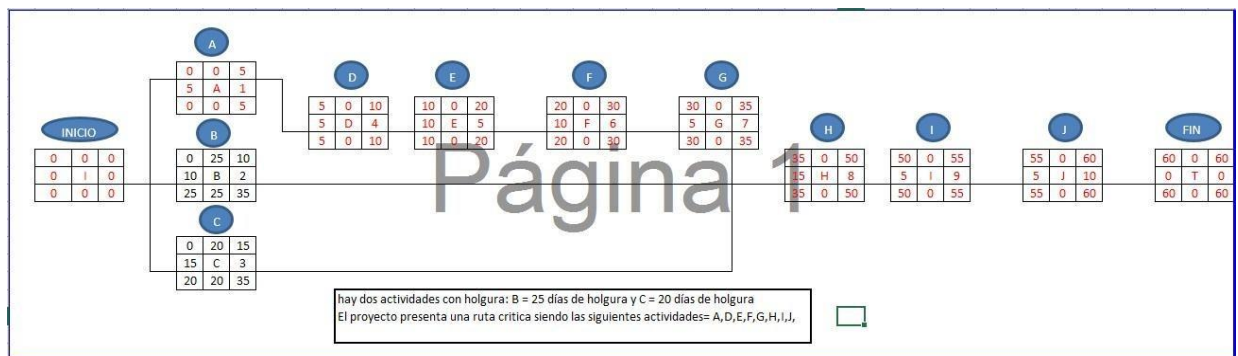 A
0 0 5
5 A 1
0 0 5
D
5 0 10
5 D 4
5 0 10
E
10 0 20
10 E 5
10 0 20
F
20 0 30
10 F 6
20 0 30
G
30 0 35
5 G 7
30 0 35
INICIO
0 0 0
0 I 0
0 0 0
B
0 25 10
10 B 2
25 25 35
H
35 0 50
15 H 8
35 0 50
I
50 0 55
5 I 9
50 0 55
J
55 0 60
5 J 10
55 0 60
FIN
60 0 60
0 T 0
60 0 60
Página 1
C
0 20 15
15 C 3
20 20 35
hay dos actividades con holgura: B = 25 días de holgura y C = 20 días de holgura
El proyecto presenta una ruta critica siendo las siguientes actividades= A,D,E,F,G,H,I,J,